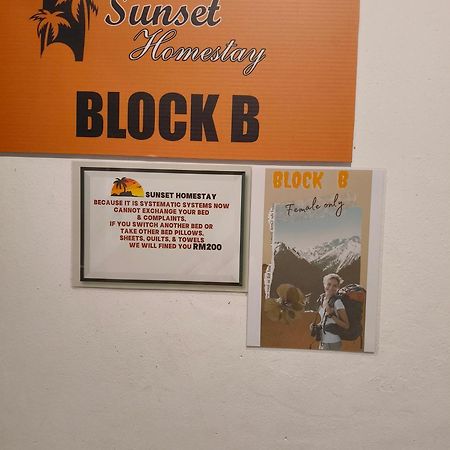 Sunset
Homestay
BLOCK B
SUNSET HOMESTAY
BECAUSE IT IS SYSTEMATIC SYSTEMS NOW
CANNOT EXCHANGE YOUR BED
& COMPLAINTS.
IF YOU SWITCH ANOTHER BED OR
TAKE OTHER BED PILLOWS,
SHEETS, QUILTS, & TOWELS
WE WILL FINED YOU RM200
BLOCK B
Female only